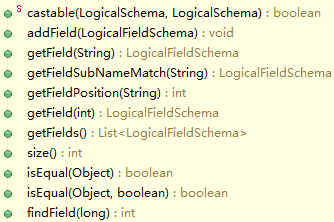 S castable(LogicalSchema, LogicalSchema) : boolean
addField(LogicalFieldSchema) : void
getField(String) : LogicalFieldSchema
getFieldSubNameMatch(String) : LogicalFieldSchema
getFieldPosition(String) : int
getField(int) : LogicalFieldSchema
getFields() : List<LogicalFieldSchema>
size() : int
isEqual(Object) : boolean
isEqual(Object, boolean) : boolean
findField(long) : int